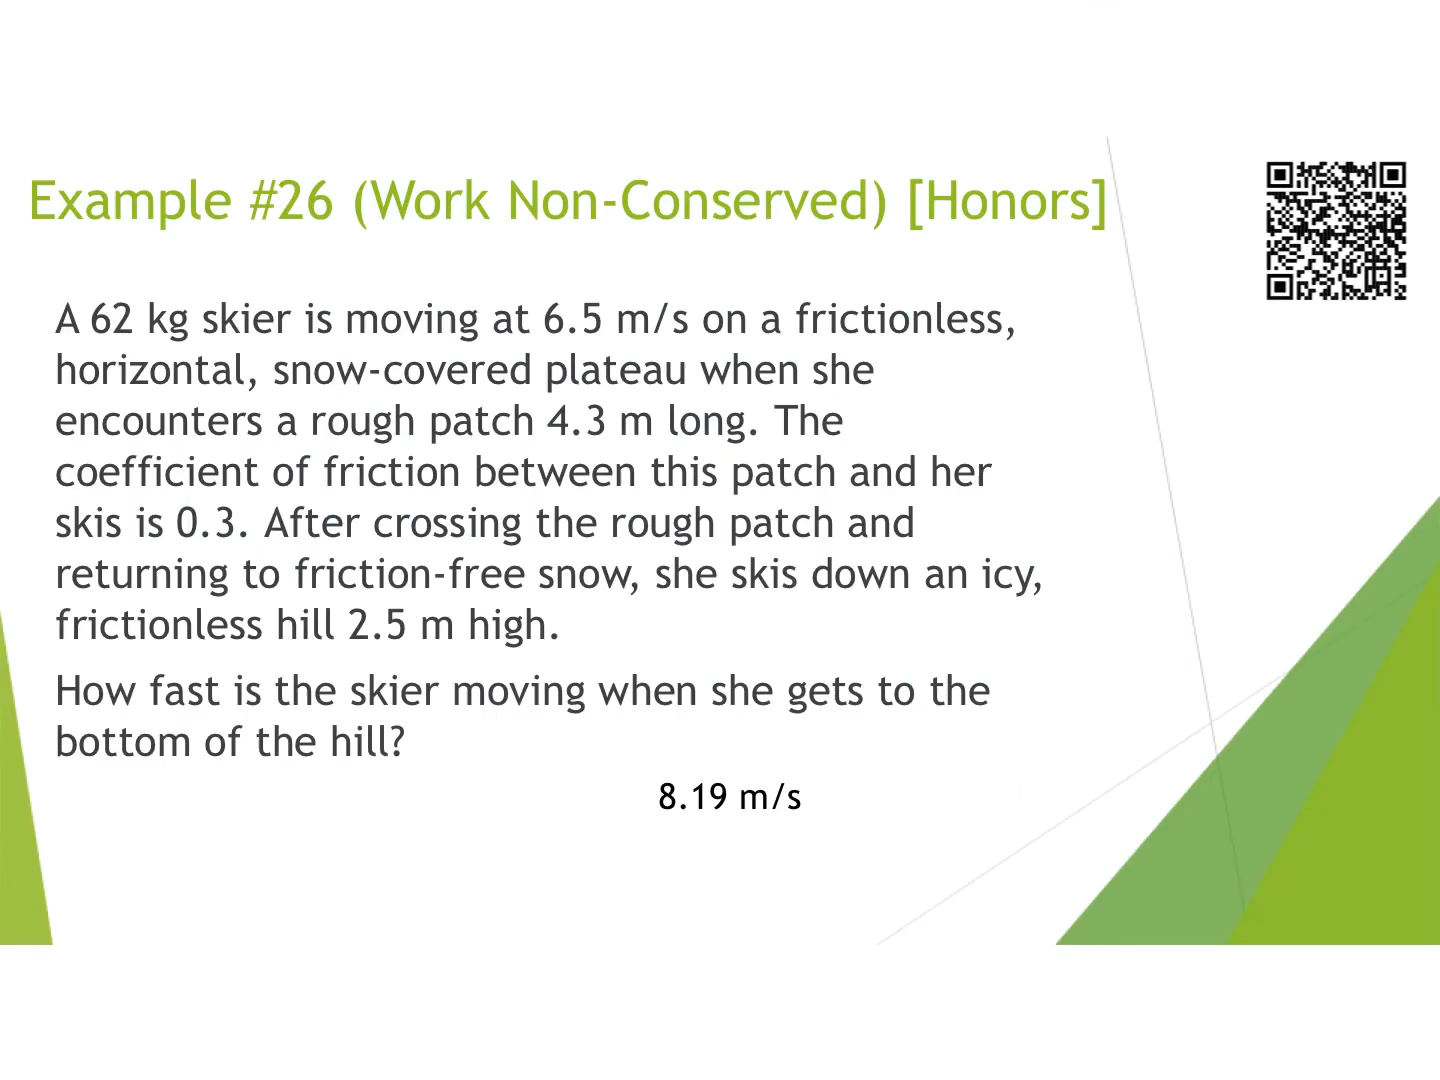 Example #26 (Work Non-Conserved) [Honors]
A 62 kg skier is moving at 6.5 m/s on a frictionless,
horizontal, snow-covered plateau when she
encounters a rough patch 4.3 m long. The
coefficient of friction between this patch and her
skis is 0.3. After crossing the rough patch and
returning to friction-free snow, she skis down an icy,
frictionless hill 2.5 m high.
How fast is the skier moving when she gets to the
bottom of the hill?
8.19 m/s